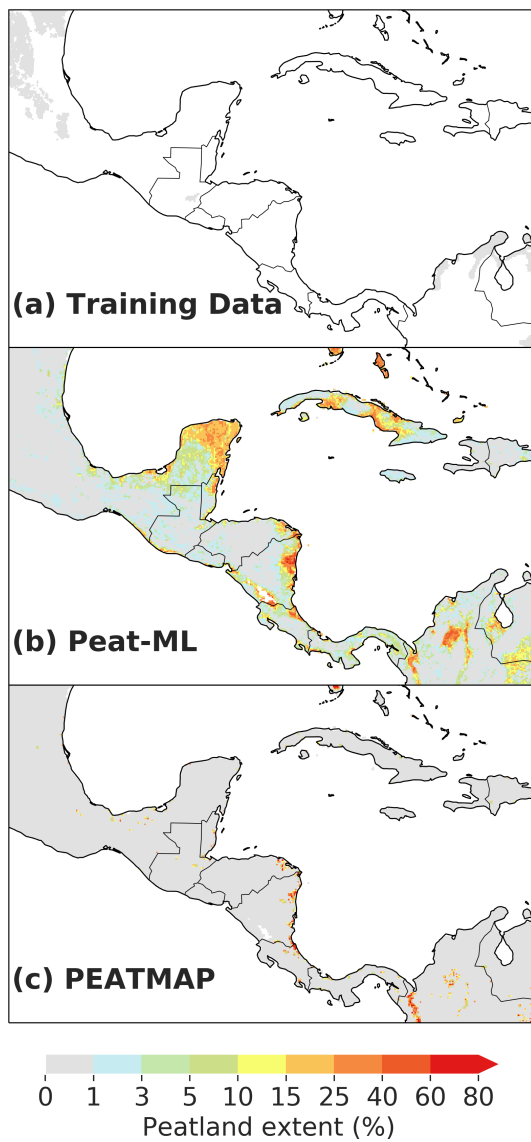 (a) Training Data
(b) Peat-ML
(c) PEATMAP
0 1 3 5 10 15 25 40 60 80
Peatland extent (%)